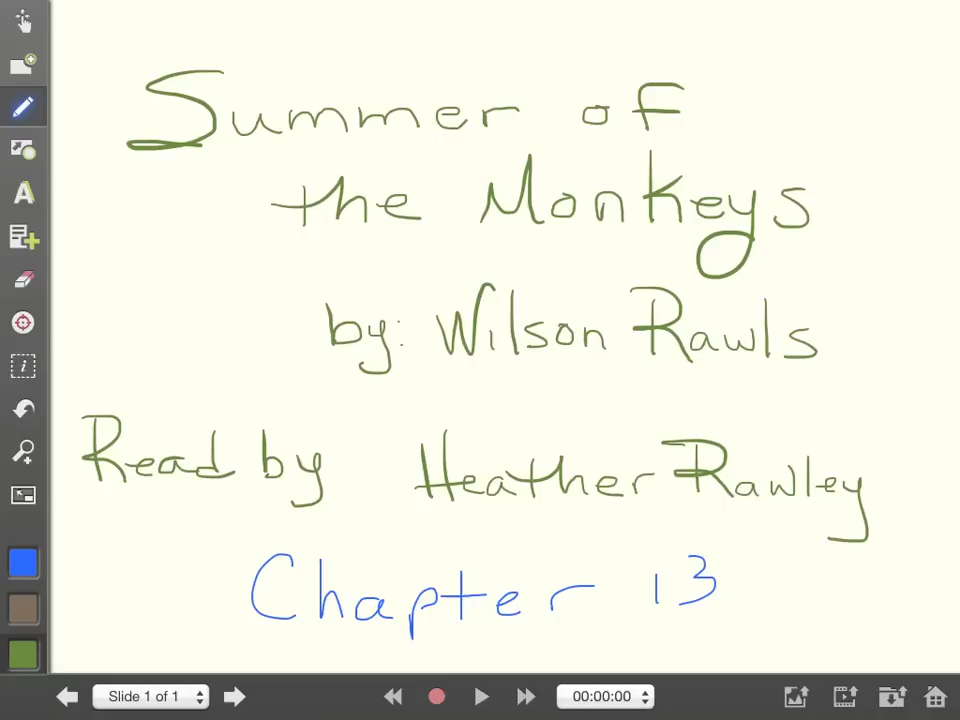 Summer of
the Monkeys
by: Wilson Rawls
Read by Heather Rawley
Chapter 13
Slide 1 of 1
00:00:00